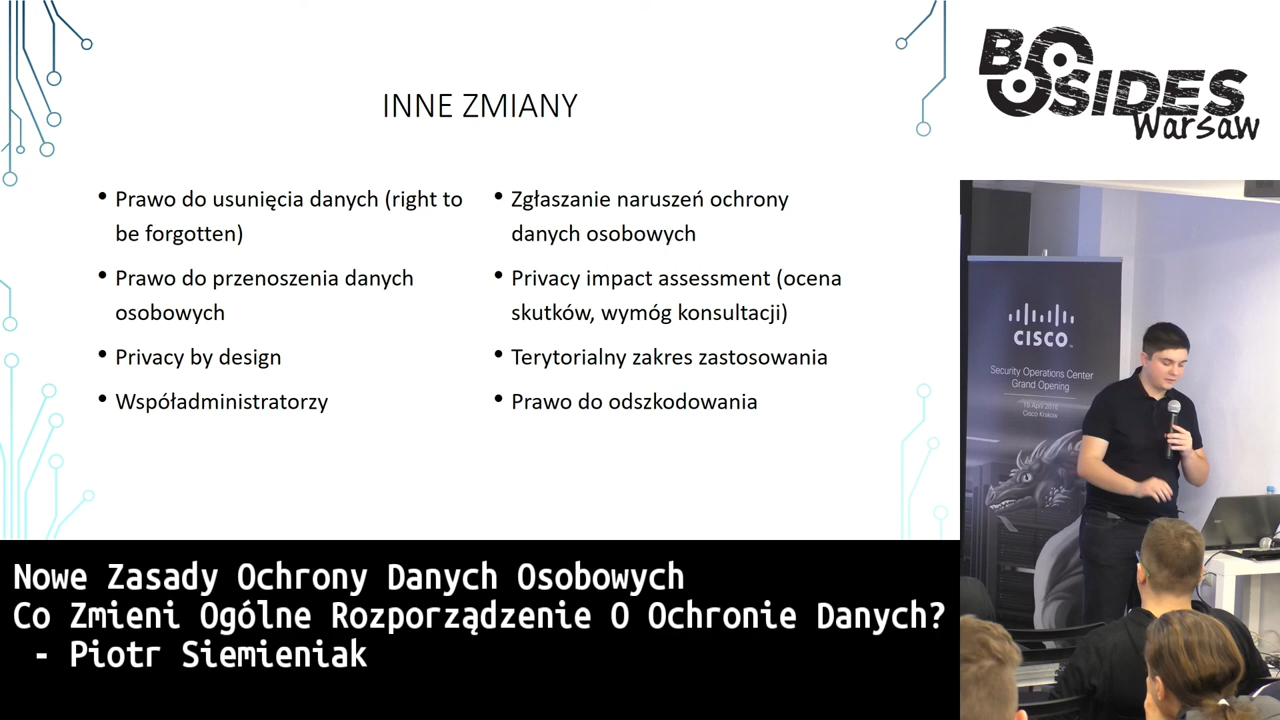 INNE ZMIANY
• Prawo do usunięcia danych (right to
be forgotten)
• Prawo do przenoszenia danych
osobowych
• Privacy by design
• Współadministratorzy
• Zgłaszanie naruszeń ochrony
danych osobowych
• Privacy impact assessment (ocena
skutków, wymóg konsultacji)
• Terytorialny zakres zastosowania
• Prawo do odszkodowania
BSIDES
Warsaw
CISCO
Security Operations Center
Grand Opening
Cisco Krakow
Nowe Zasady Ochrony Danych Osobowych
Co Zmieni Ogólne Rozporządzenie O Ochronie Danych?
- Piotr Siemieniak